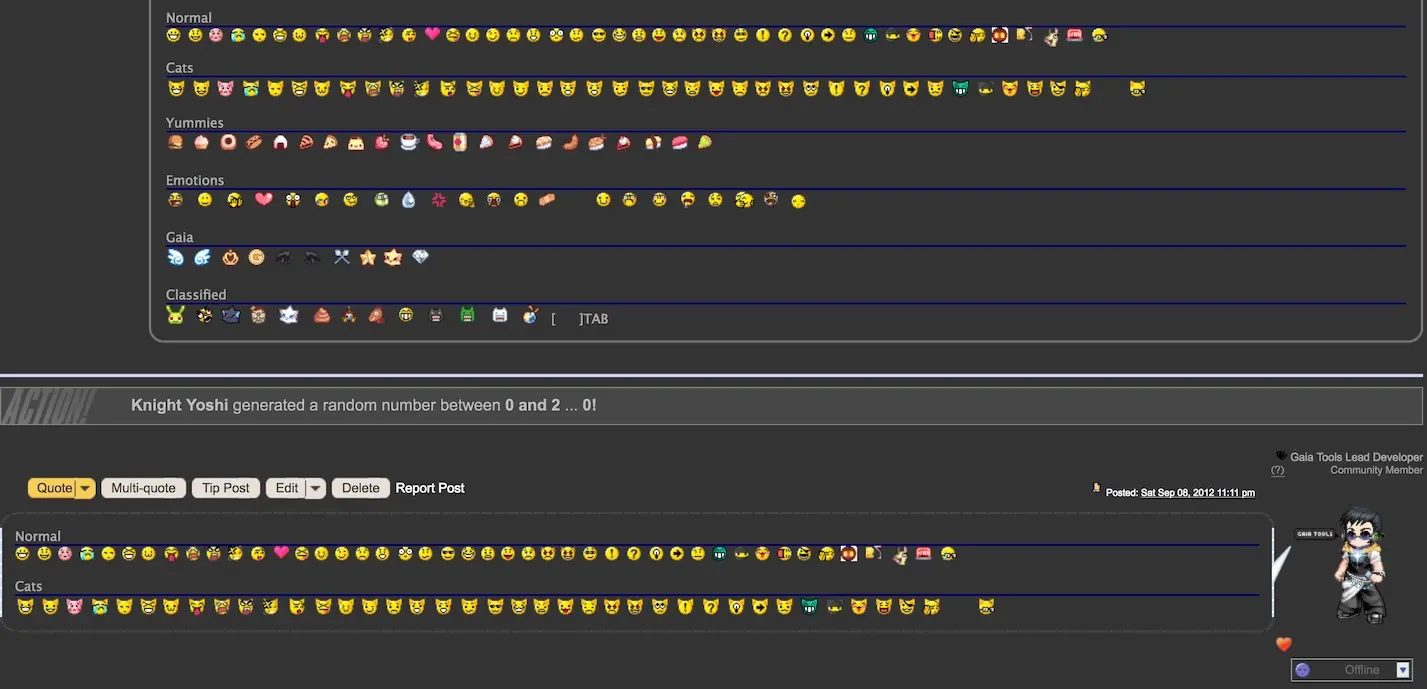 Normal
Cats
Yummies
Emotions
Gaia
Classified
[ ]TAB
ACTION!
Knight Yoshi generated a random number between 0 and 2 ... 0!
Gaia Tools Lead Developer
(?) Community Member
Quote Multi-quote Tip Post Edit Delete Report Post
Posted: Sat Sep 08, 2012 11:11 pm
Normal
GAIA TOOLS
Cats
Offline